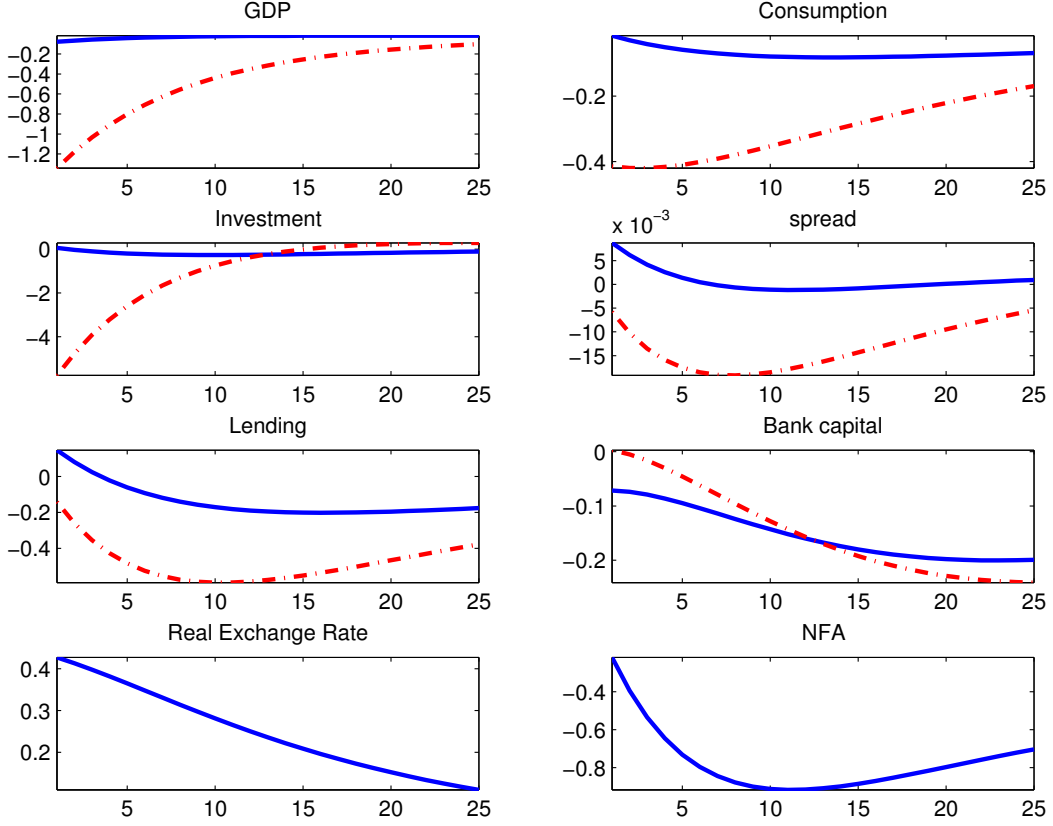 GDP
−0.2
−0.4
−0.6
−0.8
−1
−1.2
5 10 15 20 25
Consumption
−0.2
−0.4
5 10 15 20 25
Investment
0
−2
−4
5 10 15 20 25
spread
x 10⁻³
5
0
−5
−10
−15
5 10 15 20 25
Lending
0
−0.2
−0.4
5 10 15 20 25
Bank capital
0
−0.1
−0.2
5 10 15 20 25
Real Exchange Rate
0.4
0.3
0.2
5 10 15 20 25
NFA
−0.4
−0.6
−0.8
5 10 15 20 25